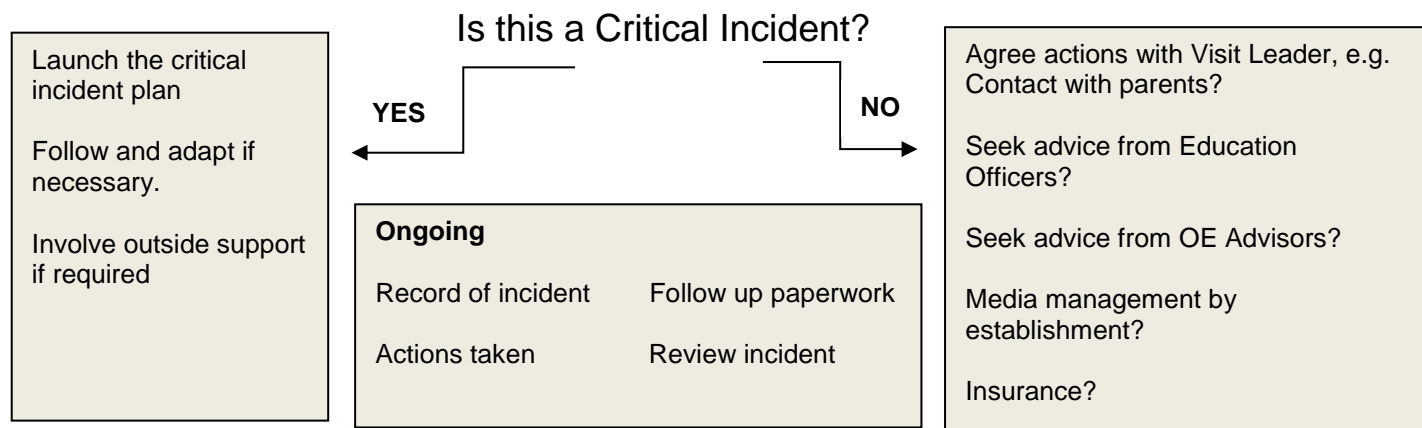 Is this a Critical Incident?
Launch the critical
incident plan
Follow and adapt if
necessary.
Involve outside support
if required
YES
NO
Ongoing
Record of incident
Follow up paperwork
Actions taken
Review incident
Agree actions with Visit Leader, e.g.
Contact with parents?
Seek advice from Education
Officers?
Seek advice from OE Advisors?
Media management by
establishment?
Insurance?